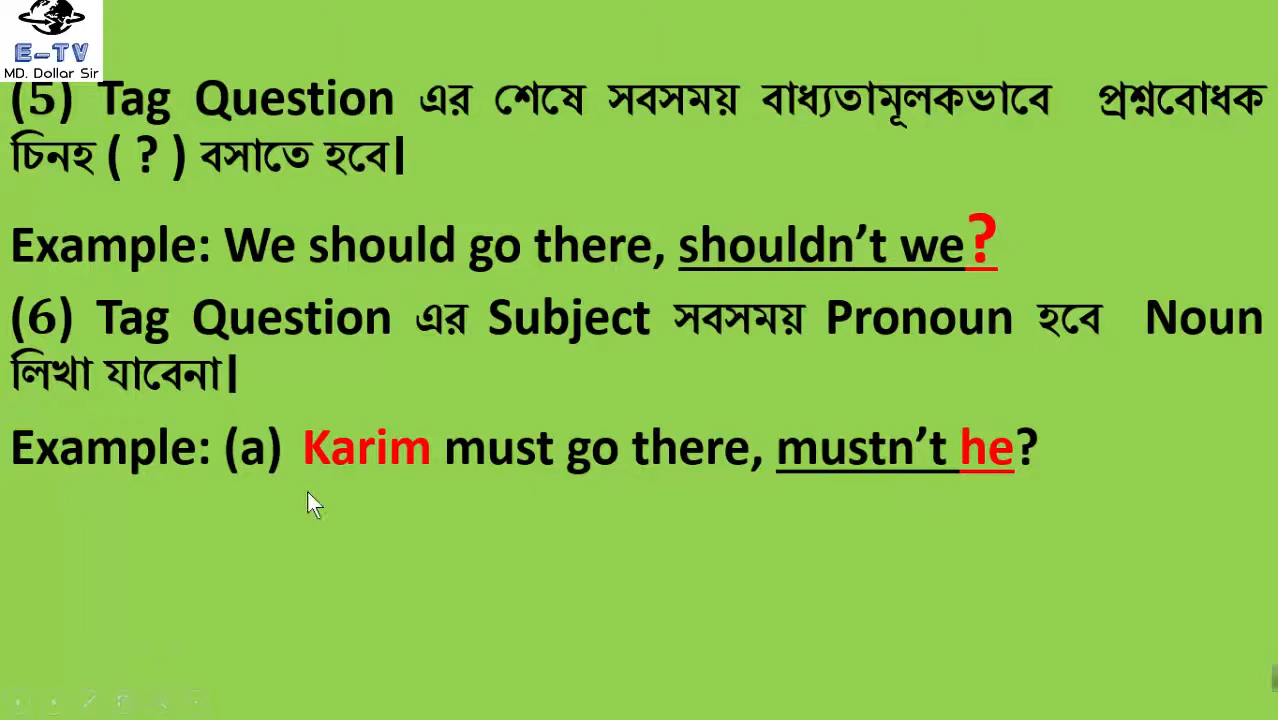 E-TV
MD. Dollar Sir
(5) Tag Question এর শেষে সবসময় বাধ্যতামূলকভাবে প্রশ্নবোধক
চিনহ ( ? ) বসাতে হবে।
Example: We should go there, shouldn't we?
(6) Tag Question এর Subject সবসময় Pronoun হবে Noun
লিখা যাবেনা।
Example: (a) Karim must go there, mustn't he?